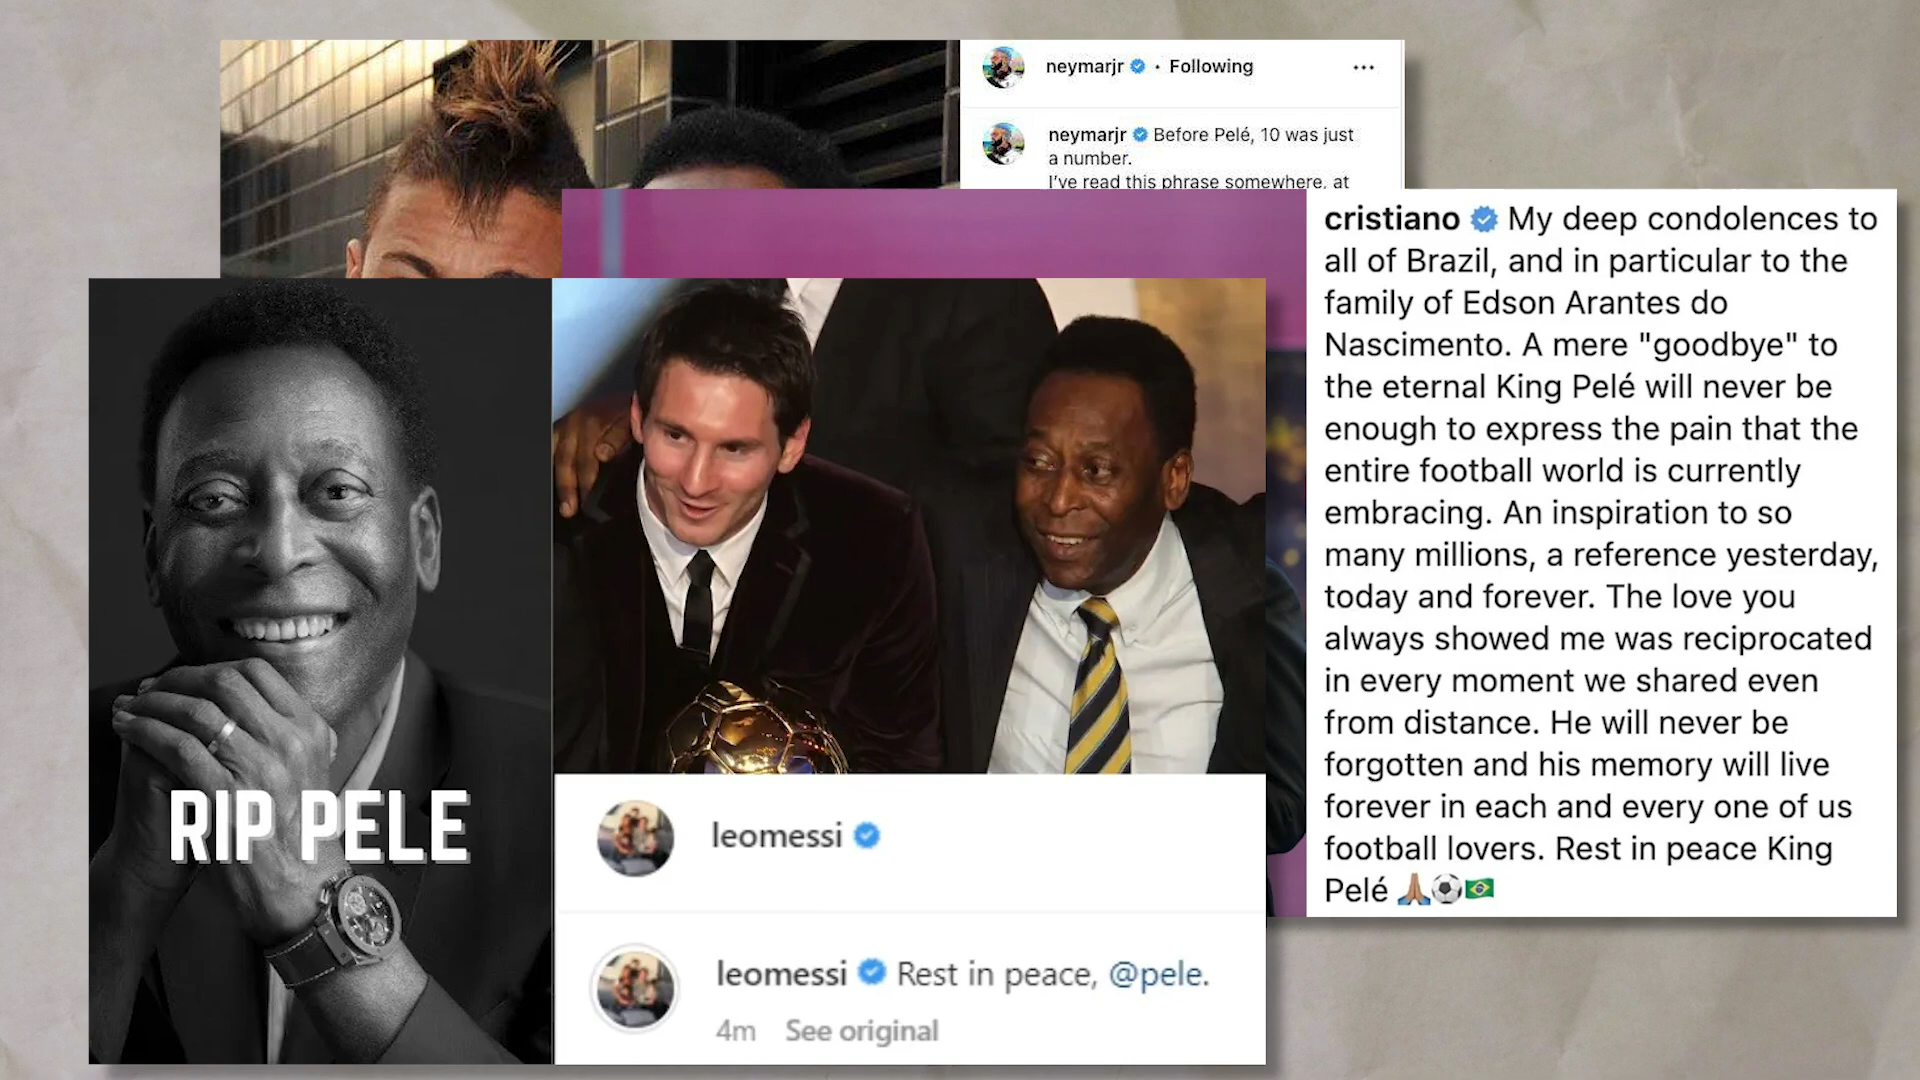 neymarjr • Following
neymarjr Before Pelé, 10 was just
a number.
I've read this phrase somewhere, at
cristiano My deep condolences to
all of Brazil, and in particular to the
family of Edson Arantes do
Nascimento. A mere "goodbye" to
the eternal King Pelé will never be
enough to express the pain that the
entire football world is currently
embracing. An inspiration to so
many millions, a reference yesterday,
today and forever. The love you
always showed me was reciprocated
in every moment we shared even
from distance. He will never be
forgotten and his memory will live
forever in each and every one of us
football lovers. Rest in peace King
Pelé 🙏🏽⚽🇧🇷
RIP PELE
leomessi
leomessi Rest in peace, @pele.
4m See original